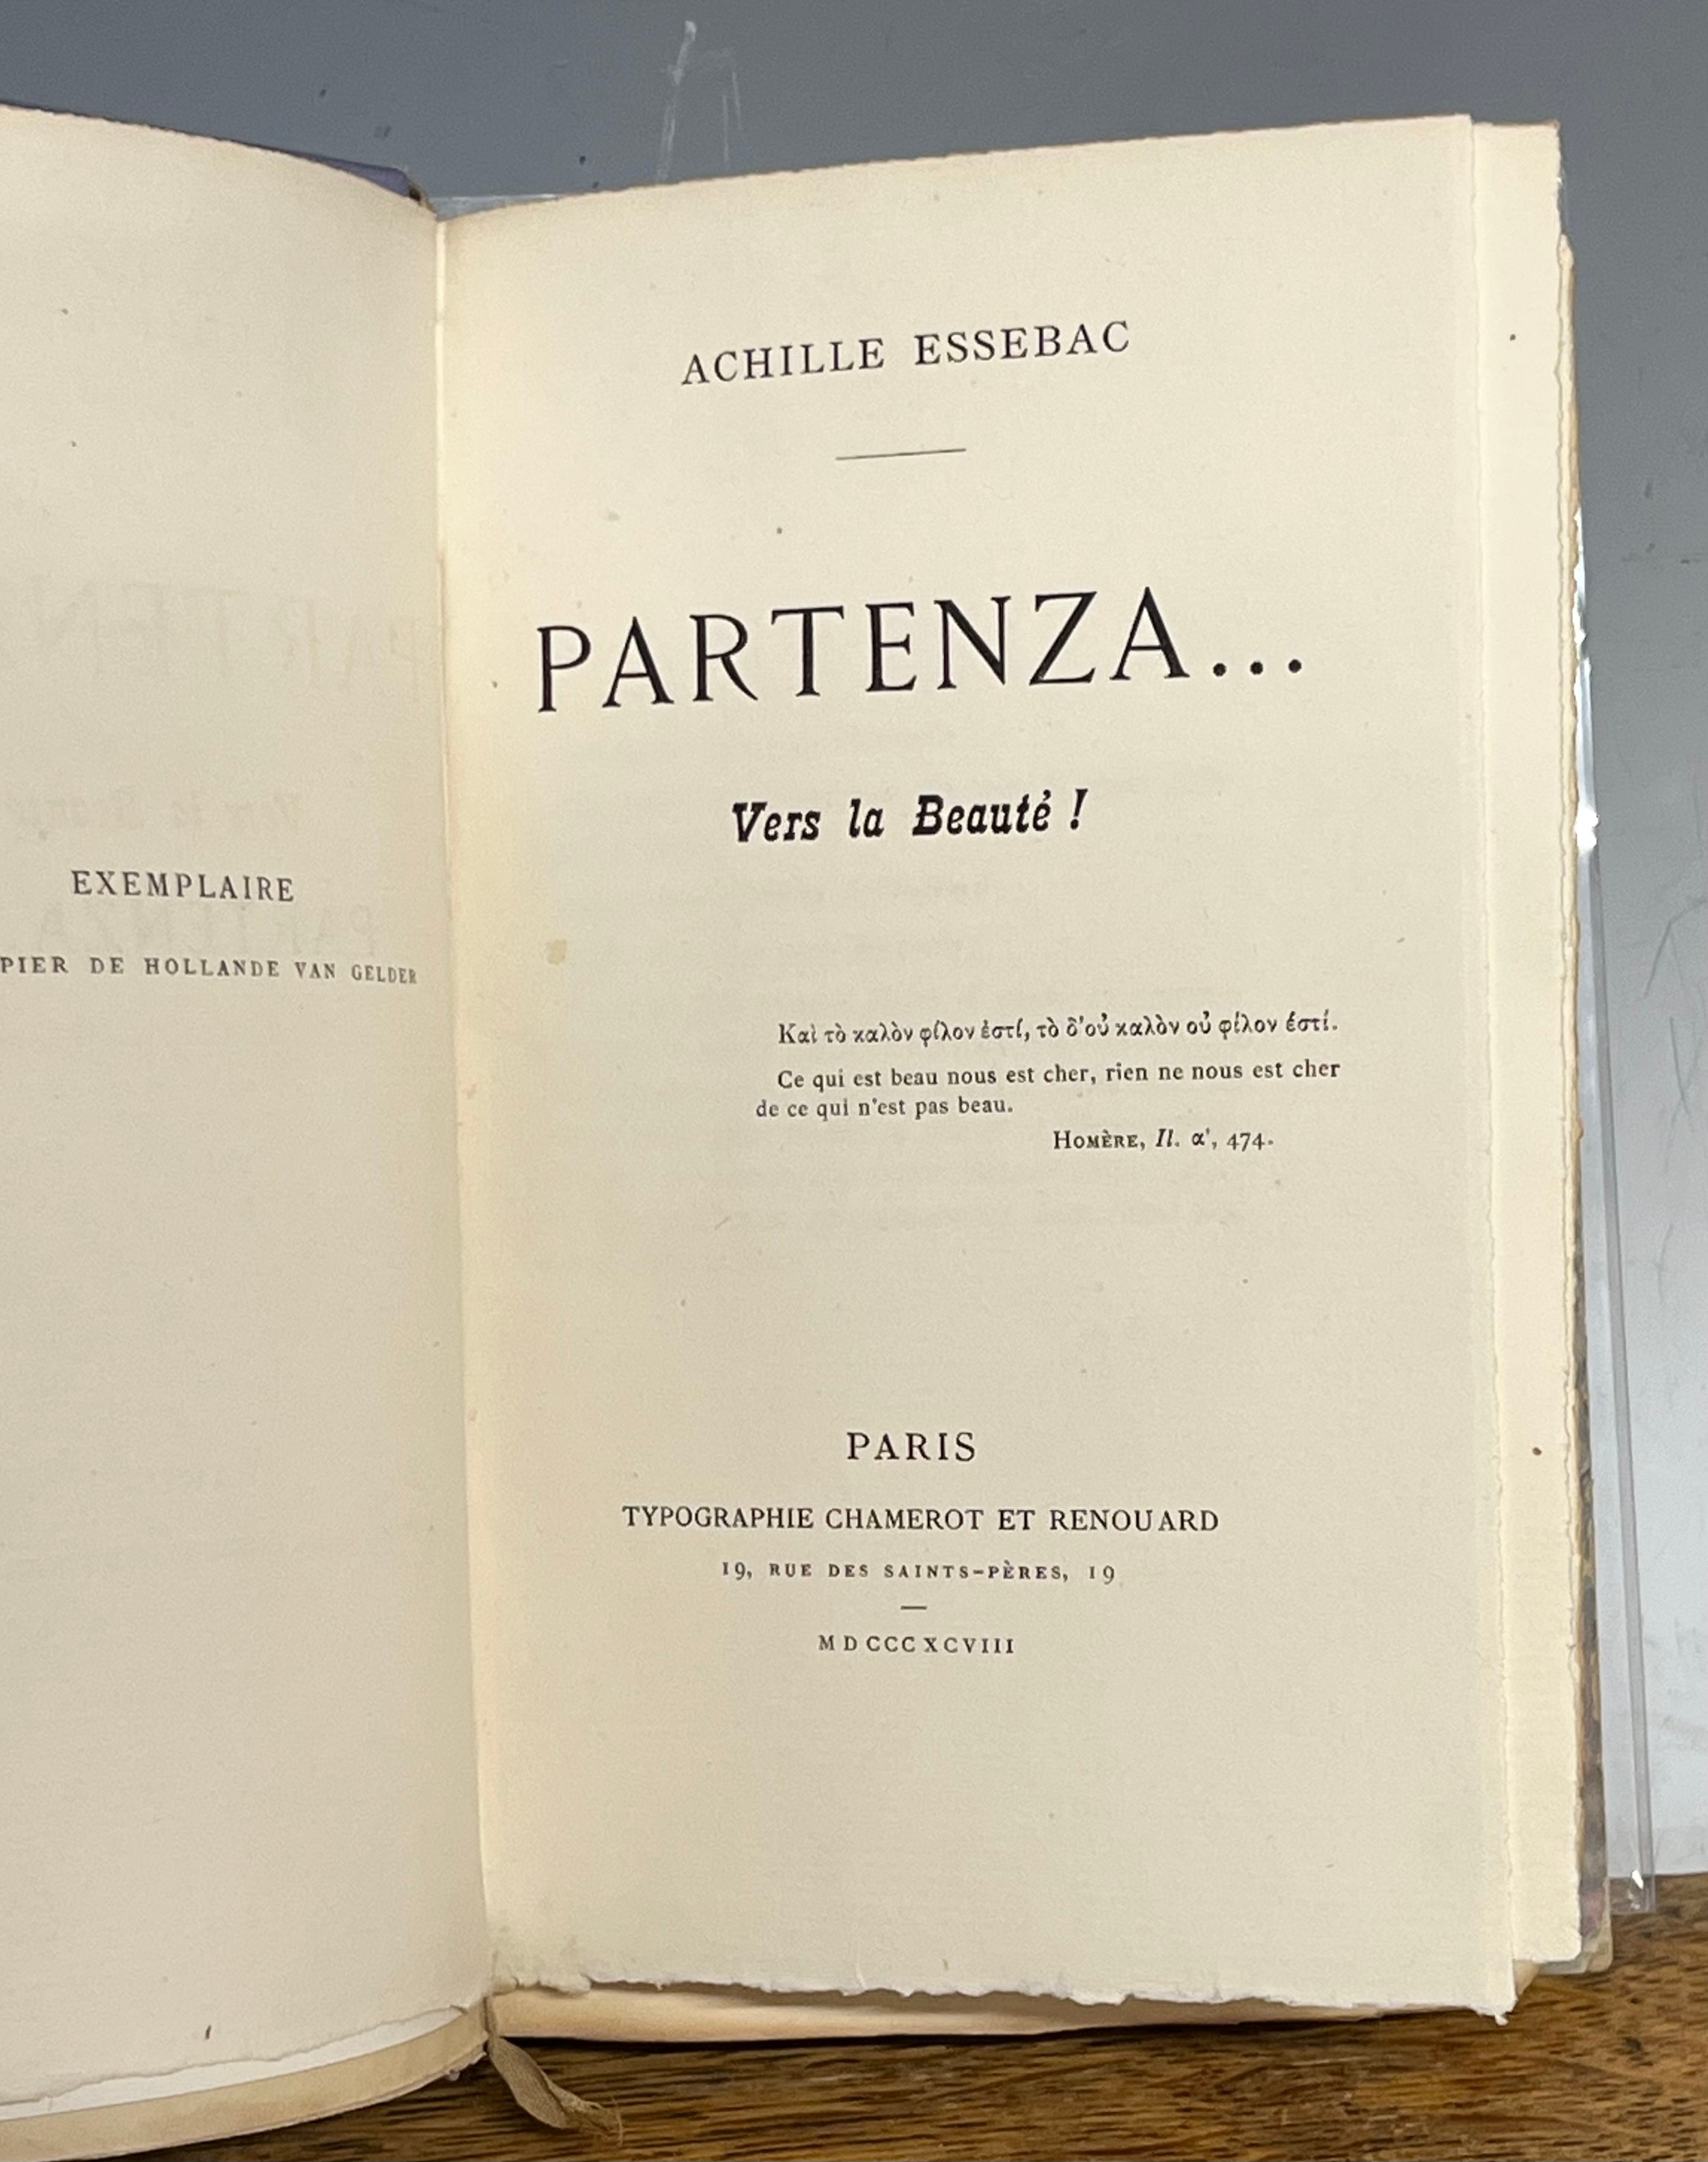 EXEMPLAIRE
PIER DE HOLLANDE VAN GELDER
ACHILLE ESSEBAC
PARTENZA...
Vers la Beauté !
Καὶ τὸ καλὸν φίλον ἐστί, τὸ δ'οὐ καλὸν οὐ φίλον ἐστί.
Ce qui est beau nous est cher, rien ne nous est cher
de ce qui n'est pas beau.
HOMÈRE, Il. α', 474.
PARIS
TYPOGRAPHIE CHAMEROT ET RENOUARD
19, RUE DES SAINTS-PÈRES, 19
MDCCCXCVIII